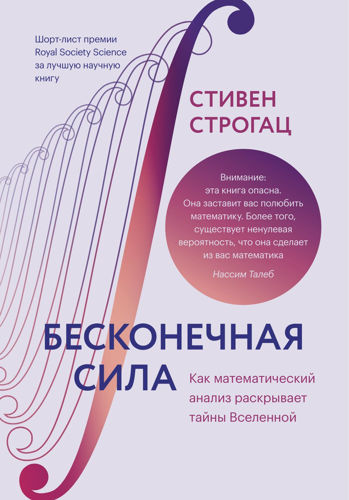 Шорт-лист премии
Royal Society Science
за лучшую научную
книгу
СТИВЕН
СТРОГАЦ
Внимание:
эта книга опасна.
Она заставит вас полюбить
математику. Более того,
существует ненулевая
вероятность, что она сделает
из вас математика
Нассим Талеб
БЕСКОНЕЧНАЯ
СИЛА
Как математический
анализ раскрывает
тайны Вселенной